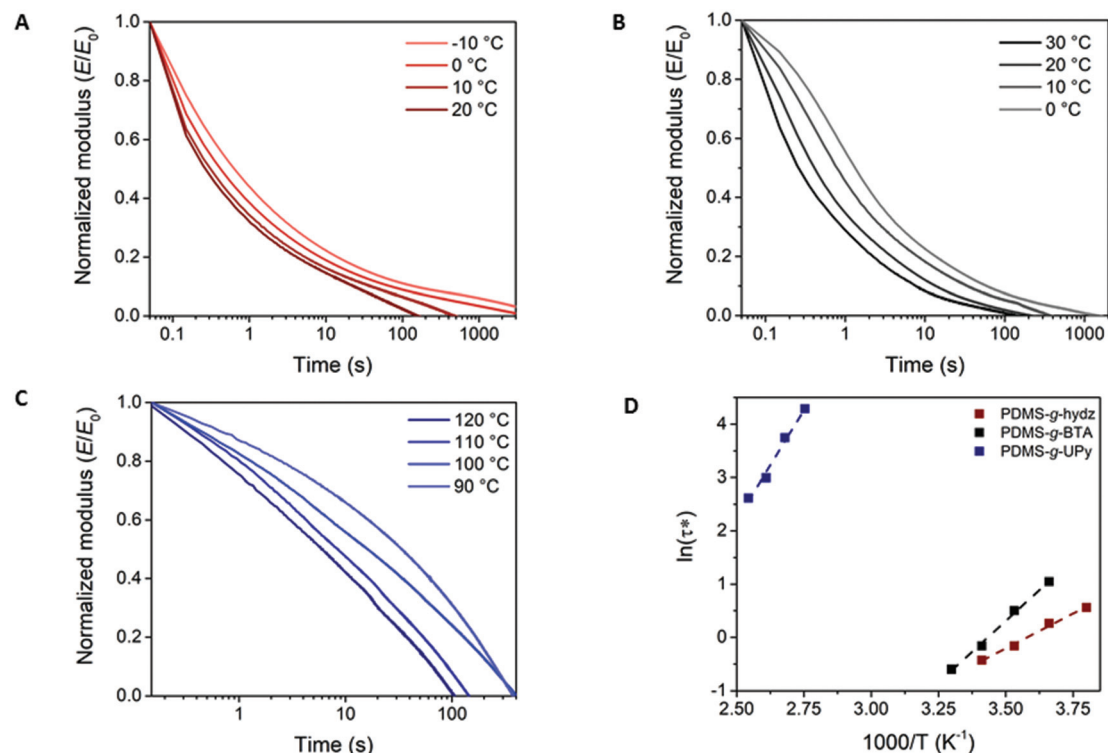 A
Normalized modulus (E/E₀)
1.0
0.8
0.6
0.4
0.2
0.0
-10 °C
0 °C
10 °C
20 °C
0.1
1
10
100
1000
Time (s)
B
Normalized modulus (E/E₀)
1.0
0.8
0.6
0.4
0.2
0.0
30 °C
20 °C
10 °C
0 °C
0.1
1
10
100
1000
Time (s)
C
Normalized modulus (E/E₀)
1.0
0.8
0.6
0.4
0.2
0.0
120 °C
110 °C
100 °C
90 °C
1
10
100
Time (s)
D
ln(τ*)
4
3
2
1
0
-1
PDMS-g-hydz
PDMS-g-BTA
PDMS-g-UPy
2.50
2.75
3.00
3.25
3.50
3.75
1000/T (K⁻¹)